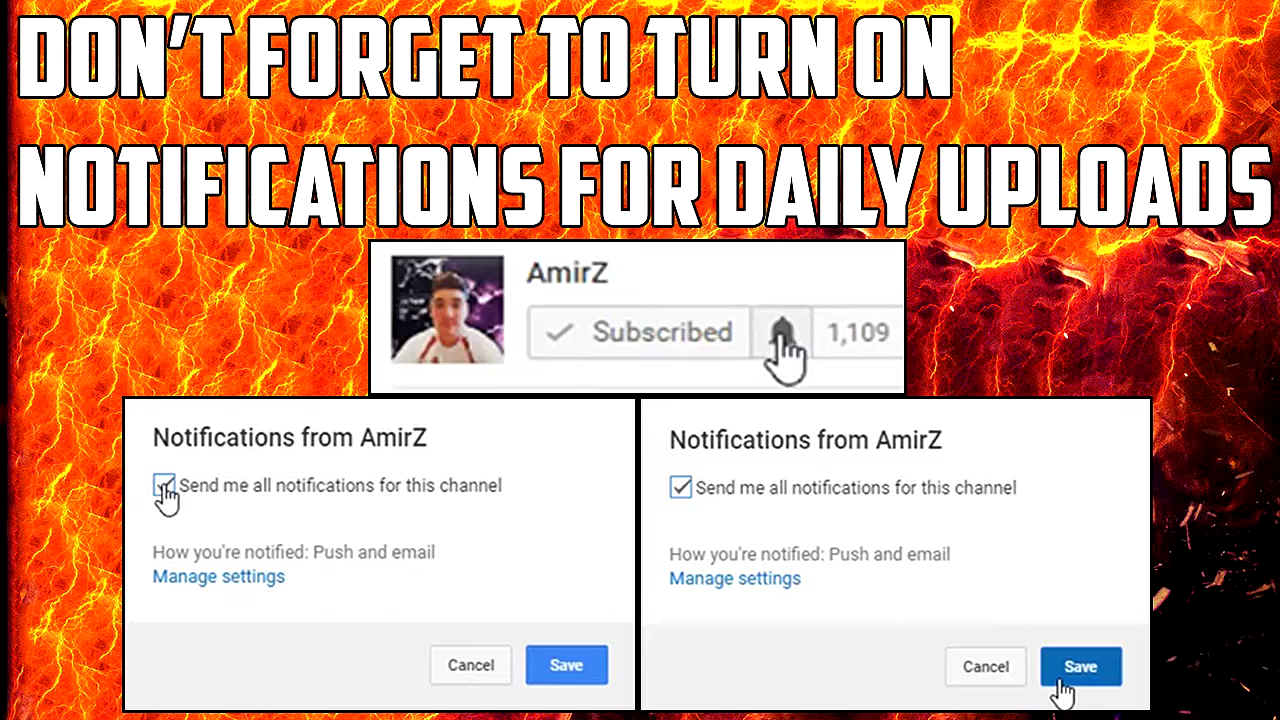 DON'T FORGET TO TURN ON
NOTIFICATIONS FOR DAILY UPLOADS
AmirZ
Subscribed 1,109
Notifications from AmirZ
Send me all notifications for this channel
How you're notified: Push and email
Manage settings
Cancel Save
Notifications from AmirZ
Send me all notifications for this channel
How you're notified: Push and email
Manage settings
Cancel Save